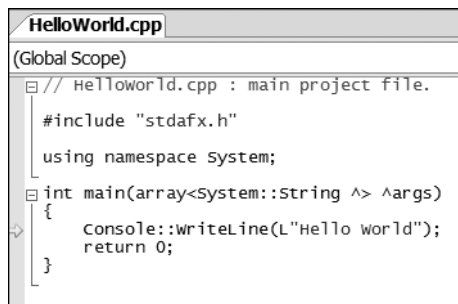 HelloWorld.cpp
(Global Scope)
// HelloWorld.cpp : main project file.
#include "stdafx.h"
using namespace System;
int main(array<System::String ^> ^args)
{
Console::WriteLine(L"Hello World");
return 0;
}